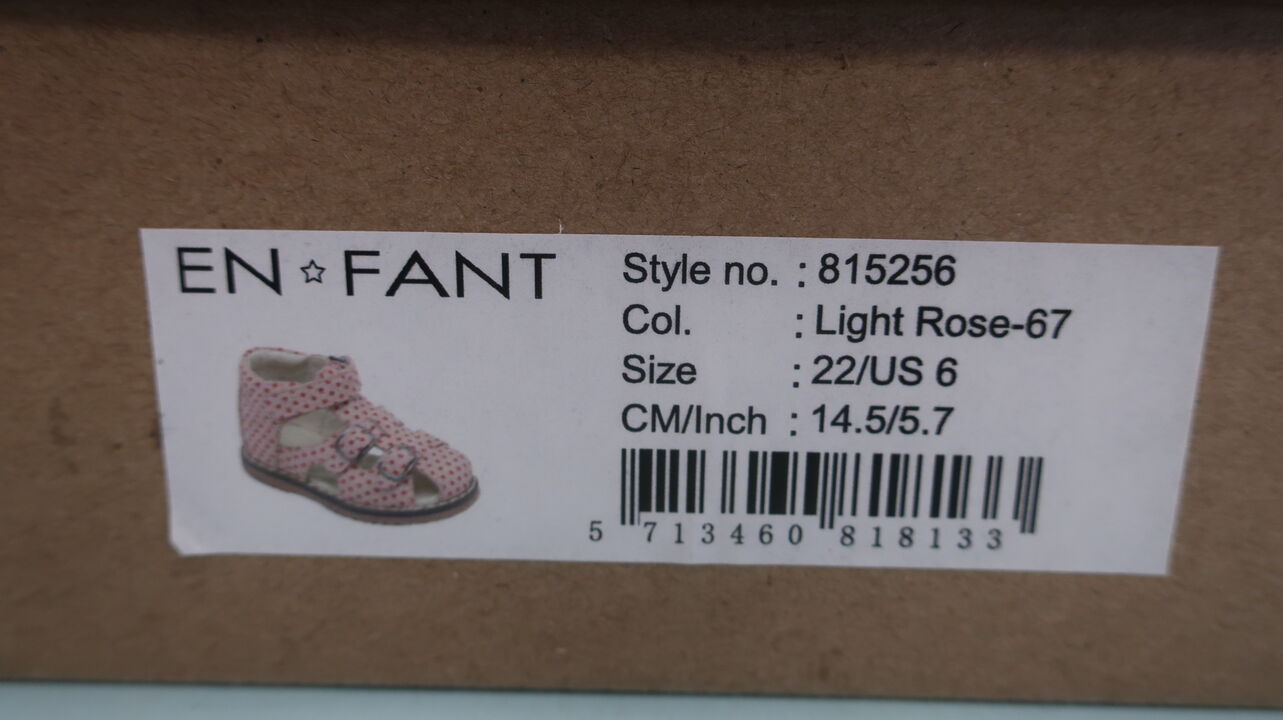 EN☆FANT
Style no. : 815256
Col. : Light Rose-67
Size : 22/US 6
CM/Inch : 14.5/5.7
5 713460 818133